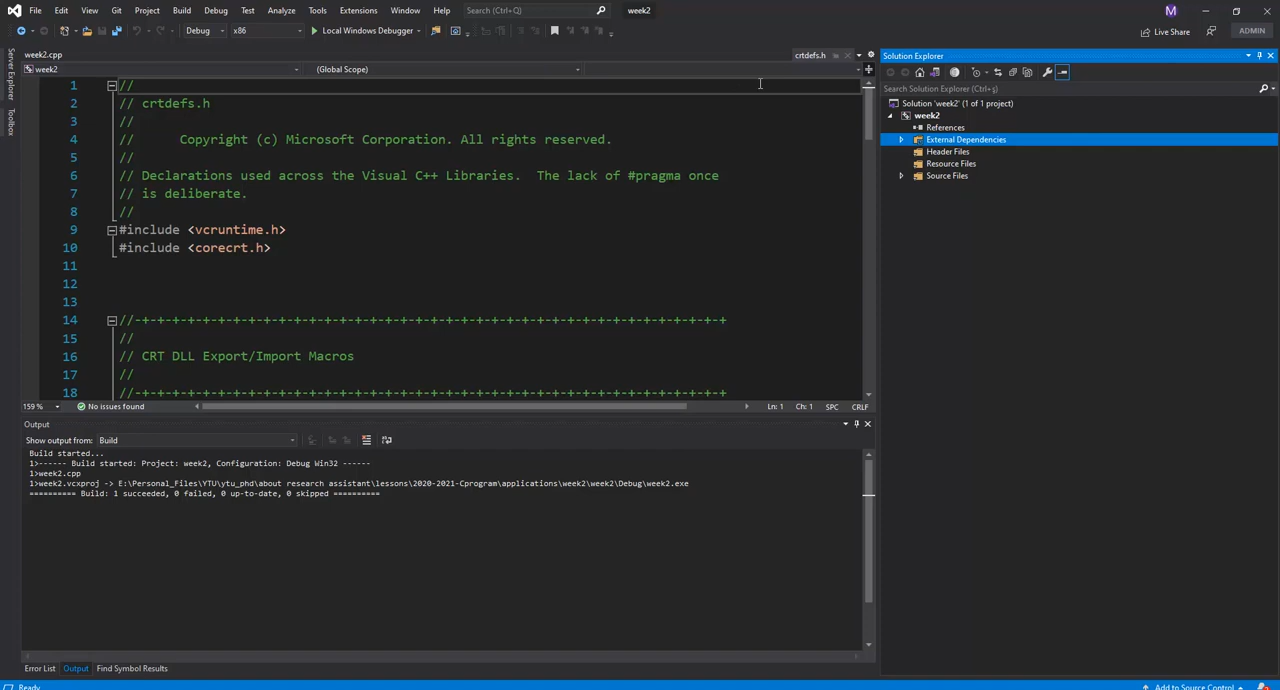 File Edit View Git Project Build Debug Test Analyze Tools Extensions Window Help Search (Ctrl+Q) week2 M
Debug x86 Local Windows Debugger Live Share ADMIN
Server Explorer
Toolbox
week2.cpp crtdefs.h
week2 (Global Scope)
1 //
2 // crtdefs.h
3 //
4 // Copyright (c) Microsoft Corporation. All rights reserved.
5 //
6 // Declarations used across the Visual C++ Libraries. The lack of #pragma once
7 // is deliberate.
8 //
9 #include <vcruntime.h>
10 #include <corecrt.h>
11
12
13
14 //-+-+-+-+-+-+-+-+-+-+-+-+-+-+-+-+-+-+-+-+-+-+-+-+-+-+-+-+-+-+-+-+-+-+-+-+-+-+-+
15 //
16 // CRT DLL Export/Import Macros
17 //
18 //-+-+-+-+-+-+-+-+-+-+-+-+-+-+-+-+-+-+-+-+-+-+-+-+-+-+-+-+-+-+-+-+-+-+-+-+-+-+-+
159 % No issues found Ln: 1 Ch: 1 SPC CRLF
Output
Show output from: Build
Build started...
1>------ Build started: Project: week2, Configuration: Debug Win32 ------
1>week2.cpp
1>week2.vcxproj -> E:\Personal_Files\YTU\ytu_phd\about research assistant\lessons\2020-2021-Cprogram\applications\week2\week2\Debug\week2.exe
========== Build: 1 succeeded, 0 failed, 0 up-to-date, 0 skipped ==========
Error List Output Find Symbol Results
Ready Add to Source Control
Solution Explorer
Search Solution Explorer (Ctrl+ş)
Solution 'week2' (1 of 1 project)
week2
References
External Dependencies
Header Files
Resource Files
Source Files